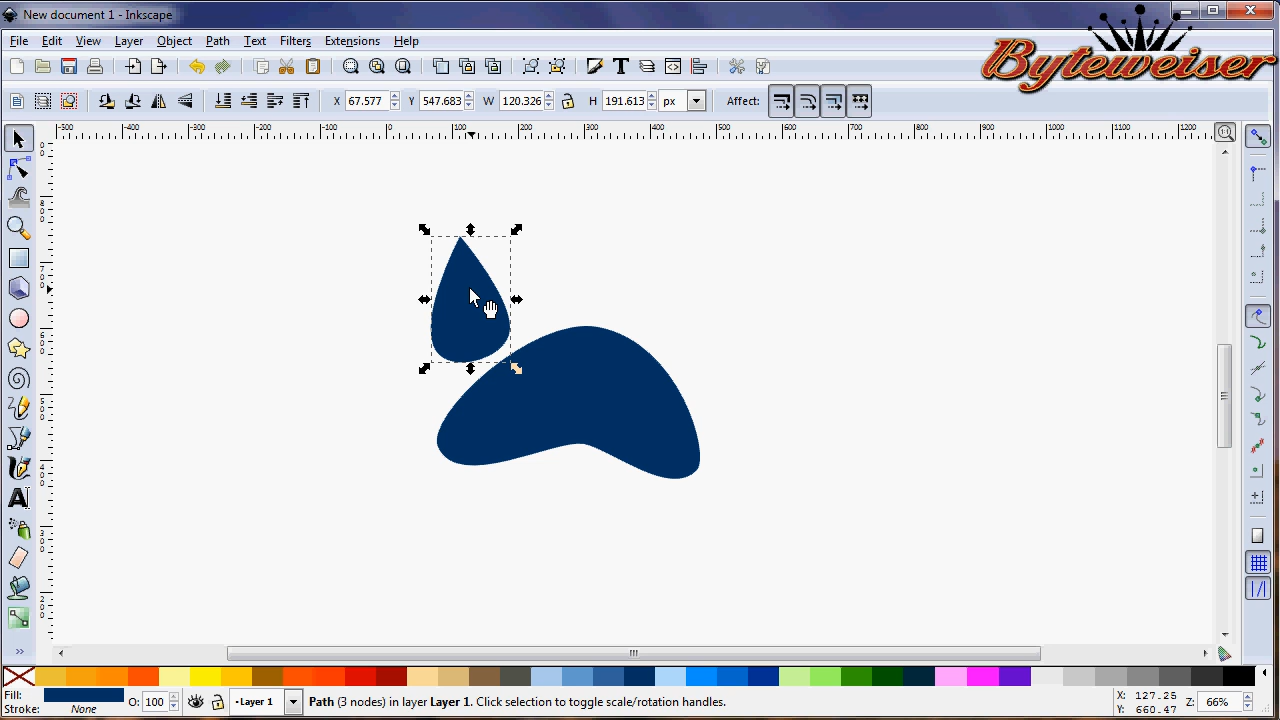 New document 1 - Inkscape
Byteweiser
File Edit View Layer Object Path Text Filters Extensions Help
X 67.577 Y 547.683 W 120.326 H 191.613 px Affect:
-500 -400 -300 -200 -100 0 100 200 300 400 500 600 700 800 900 1000 1100 1200
Fill:
Stroke: None
O: 100
Layer 1
Path (3 nodes) in layer Layer 1. Click selection to toggle scale/rotation handles.
X: 127.25
Y: 660.47
Z: 66%